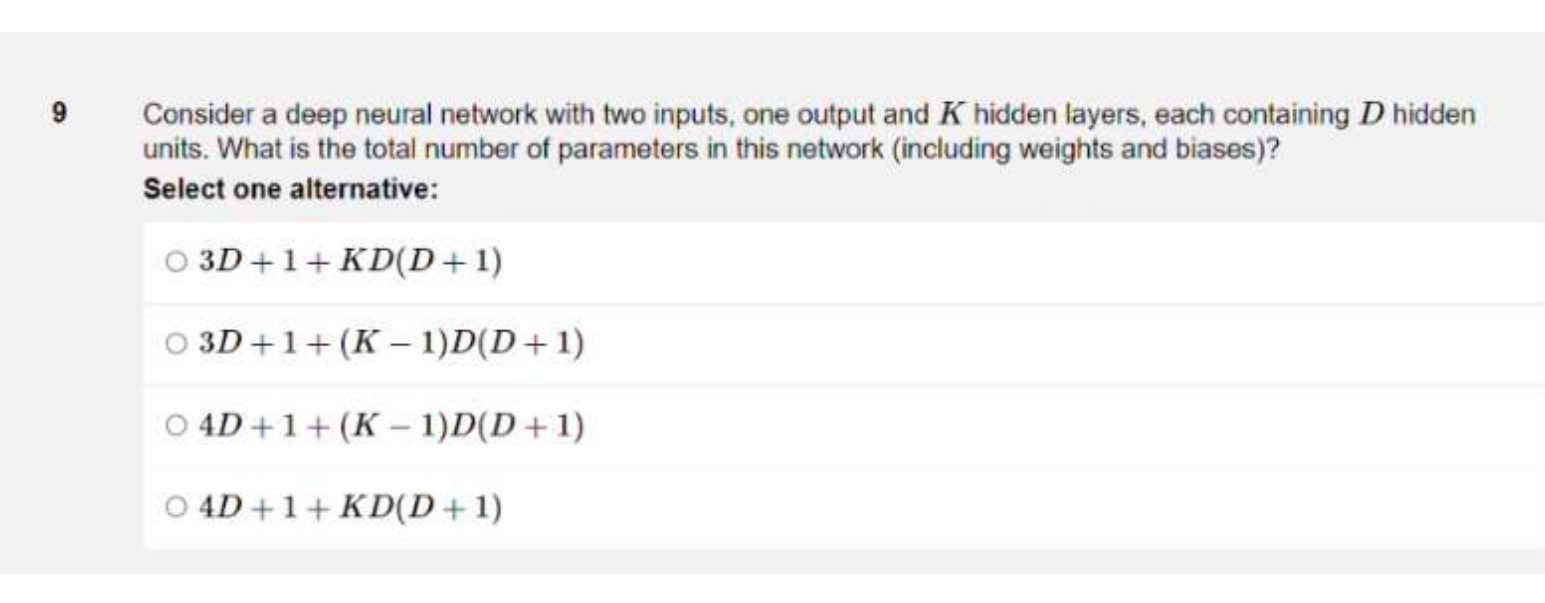 9 Consider a deep neural network with two inputs, one output and K hidden layers, each containing D hidden
units. What is the total number of parameters in this network (including weights and biases)?
Select one alternative:
3D + 1 + KD(D + 1)
3D + 1 + (K − 1)D(D + 1)
4D + 1 + (K − 1)D(D + 1)
4D + 1 + KD(D + 1)